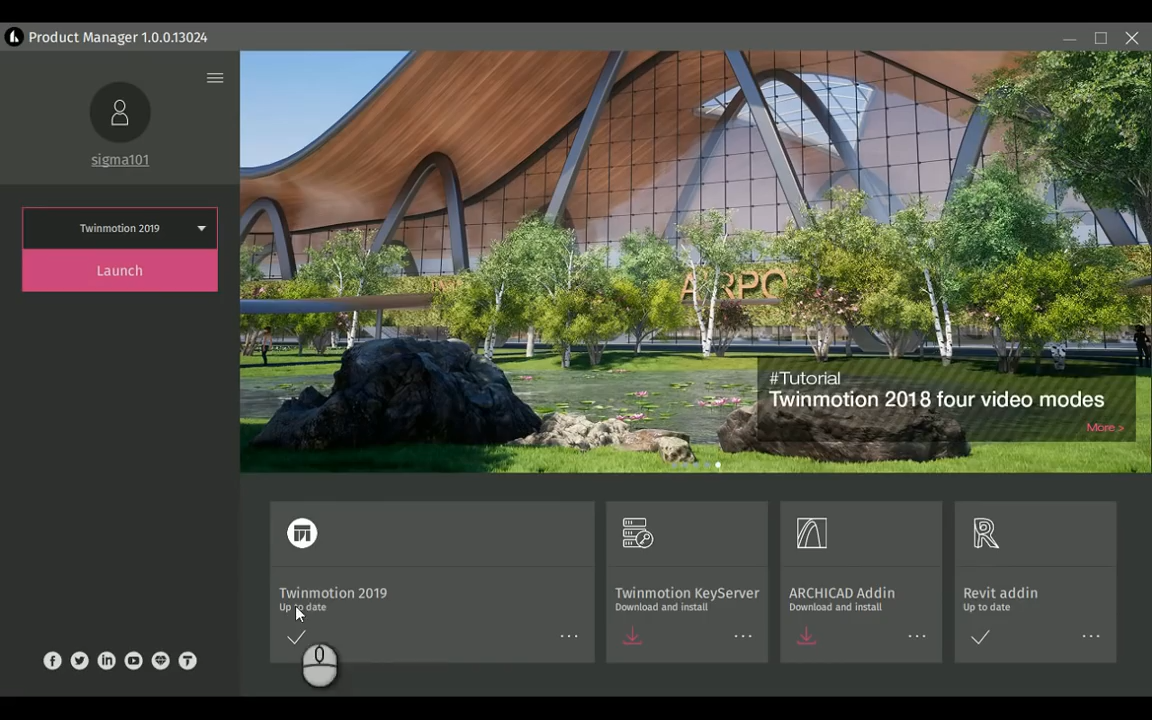 Product Manager 1.0.0.13024
sigma101
Twinmotion 2019
Launch
AIRPO
#Tutorial
Twinmotion 2018 four video modes
More >
Twinmotion 2019
Up to date
Twinmotion KeyServer
Download and install
ARCHICAD Addin
Download and install
Revit addin
Up to date